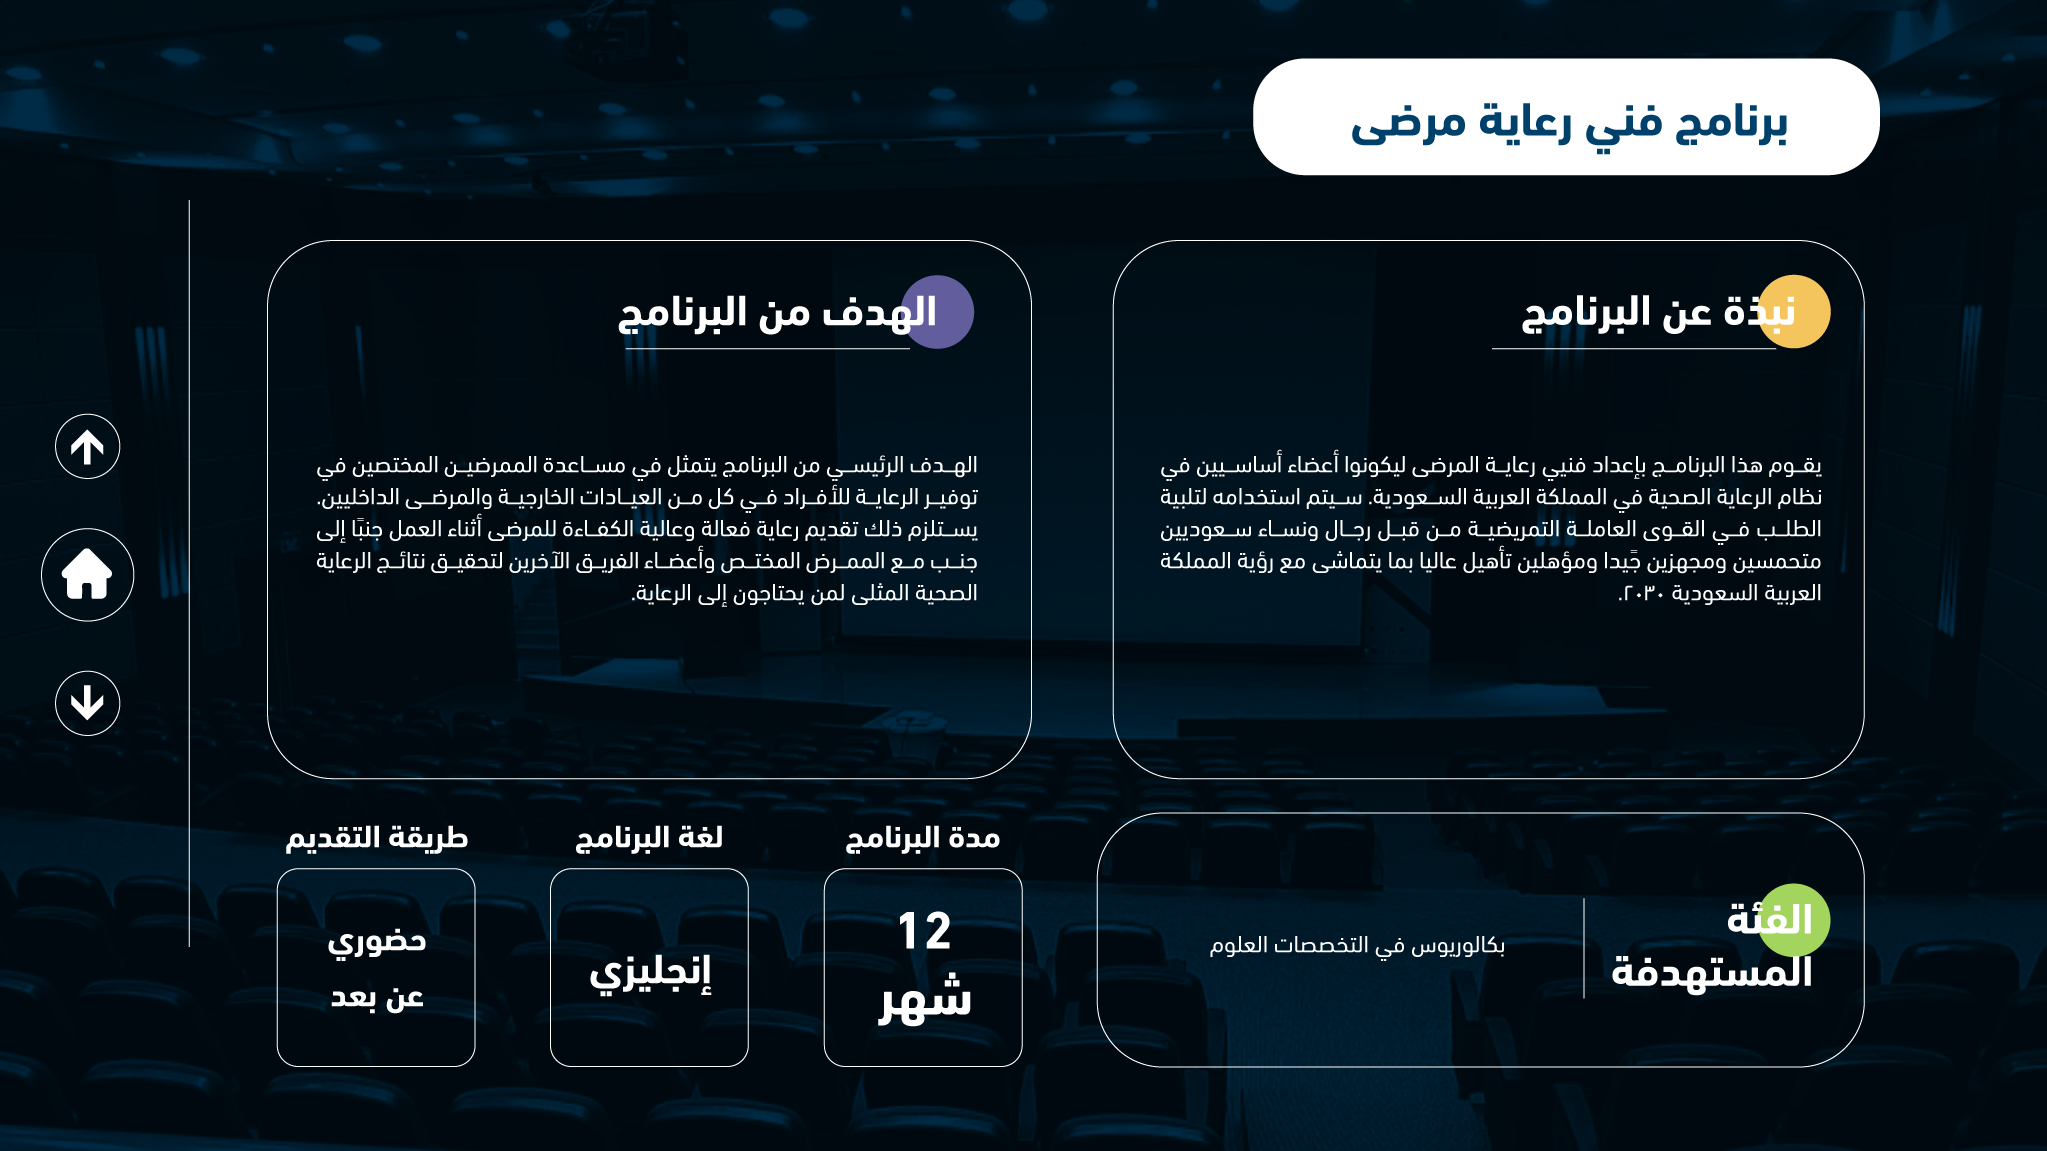 برنامج فني رعاية مرضى
نبذة عن البرنامج
يقوم هذا البرنامج بإعداد فنيي رعاية المرضى ليكونوا أعضاء أساسيين في
نظام الرعاية الصحية في المملكة العربية السعودية. سيتم استخدامه لتلبية
الطلب في القوى العاملة التمريضية من قبل رجال ونساء سعوديين
متحمسين ومجهزين جًيدا ومؤهلين تأهيل عاليا بما يتماشى مع رؤية المملكة
العربية السعودية ٢٠٣٠.
الهدف من البرنامج
الهدف الرئيسي من البرنامج يتمثل في مساعدة الممرضين المختصين في
توفير الرعاية للأفراد في كل من العيادات الخارجية والمرضى الداخليين.
يستلزم ذلك تقديم رعاية فعالة وعالية الكفاءة للمرضى أثناء العمل جنبًا إلى
جنب مع الممرض المختص وأعضاء الفريق الآخرين لتحقيق نتائج الرعاية
الصحية المثلى لمن يحتاجون إلى الرعاية.
الفئة
المستهدفة
بكالوريوس في التخصصات العلوم
مدة البرنامج
12
شهر
لغة البرنامج
إنجليزي
طريقة التقديم
حضوري
عن بعد